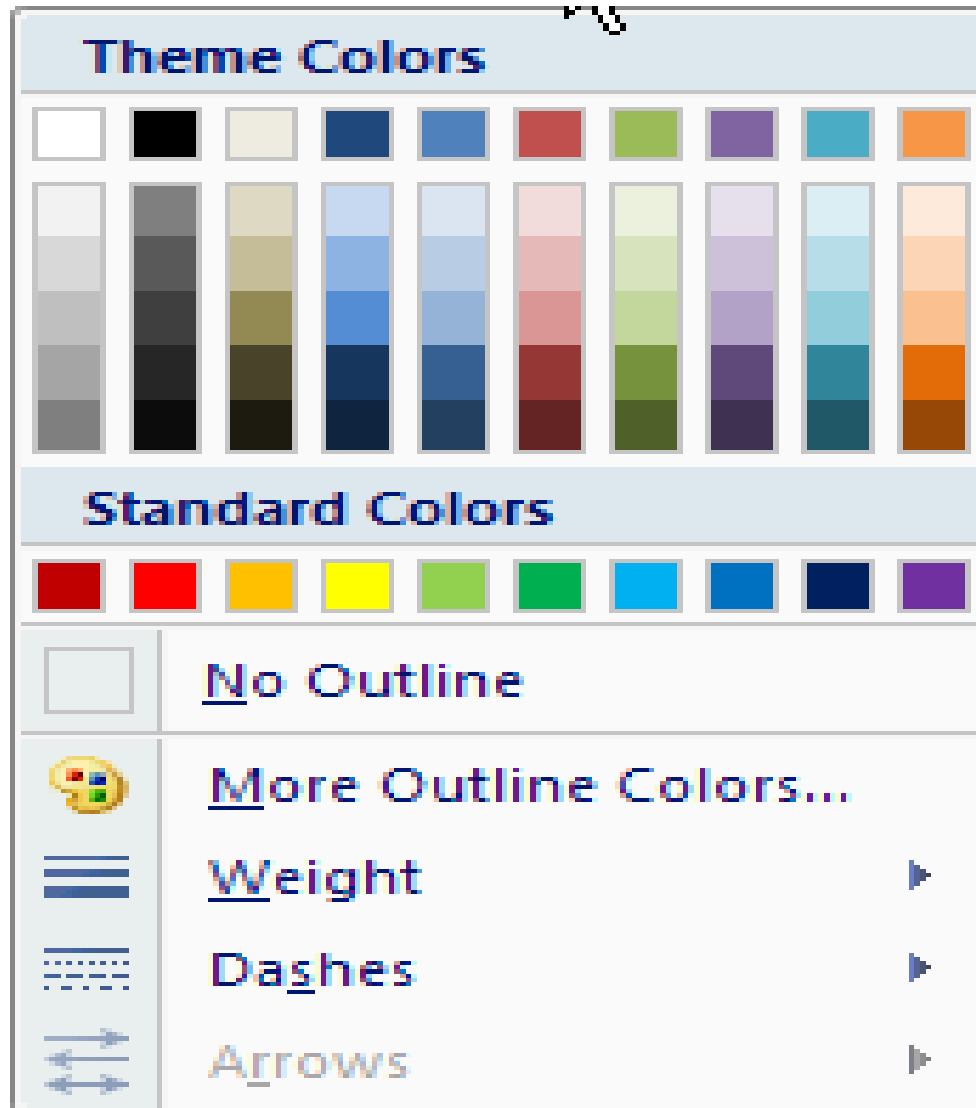 Theme Colors
Standard Colors
No Outline
More Outline Colors...
Weight
Dashes
Arrows